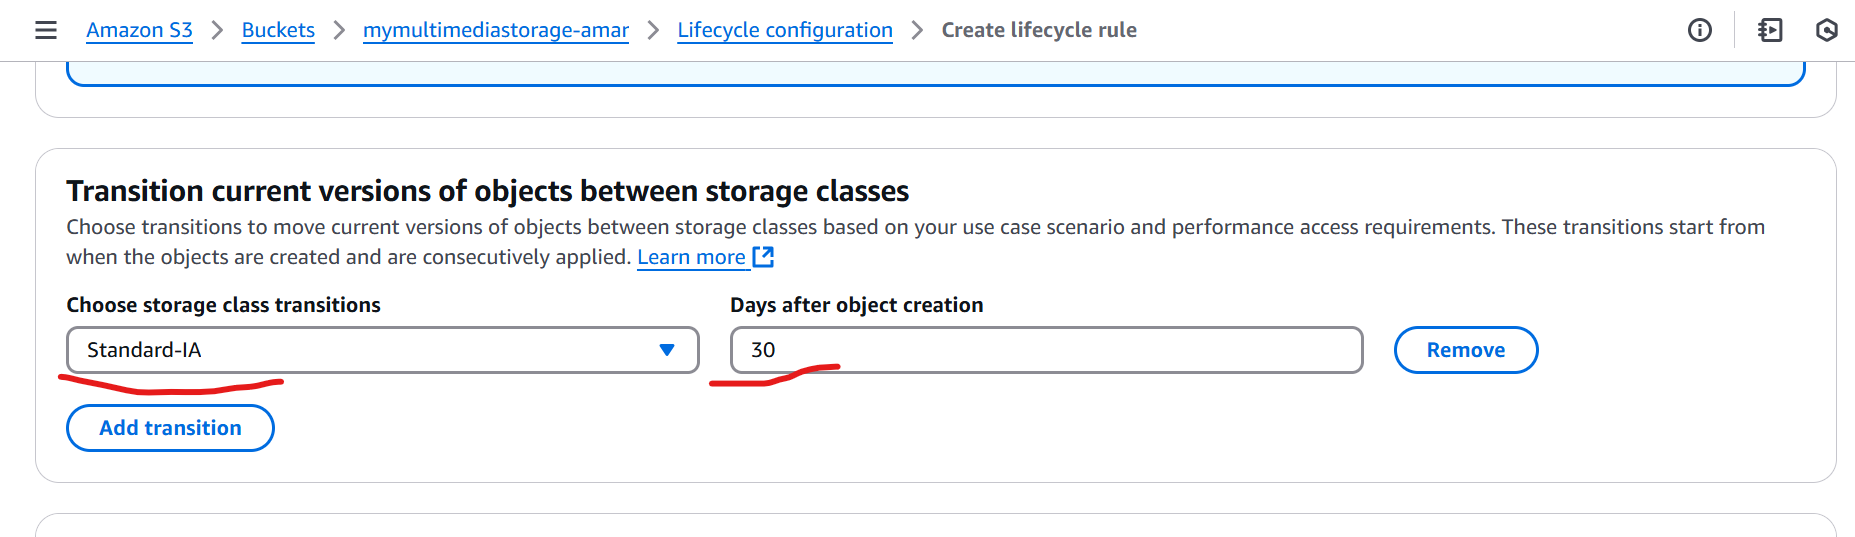 Amazon S3 > Buckets > mymultimediastorage-amar > Lifecycle configuration > Create lifecycle rule
Transition current versions of objects between storage classes
Choose transitions to move current versions of objects between storage classes based on your use case scenario and performance access requirements. These transitions start from
when the objects are created and are consecutively applied. Learn more
Choose storage class transitions
Days after object creation
Standard-IA
30
Remove
Add transition